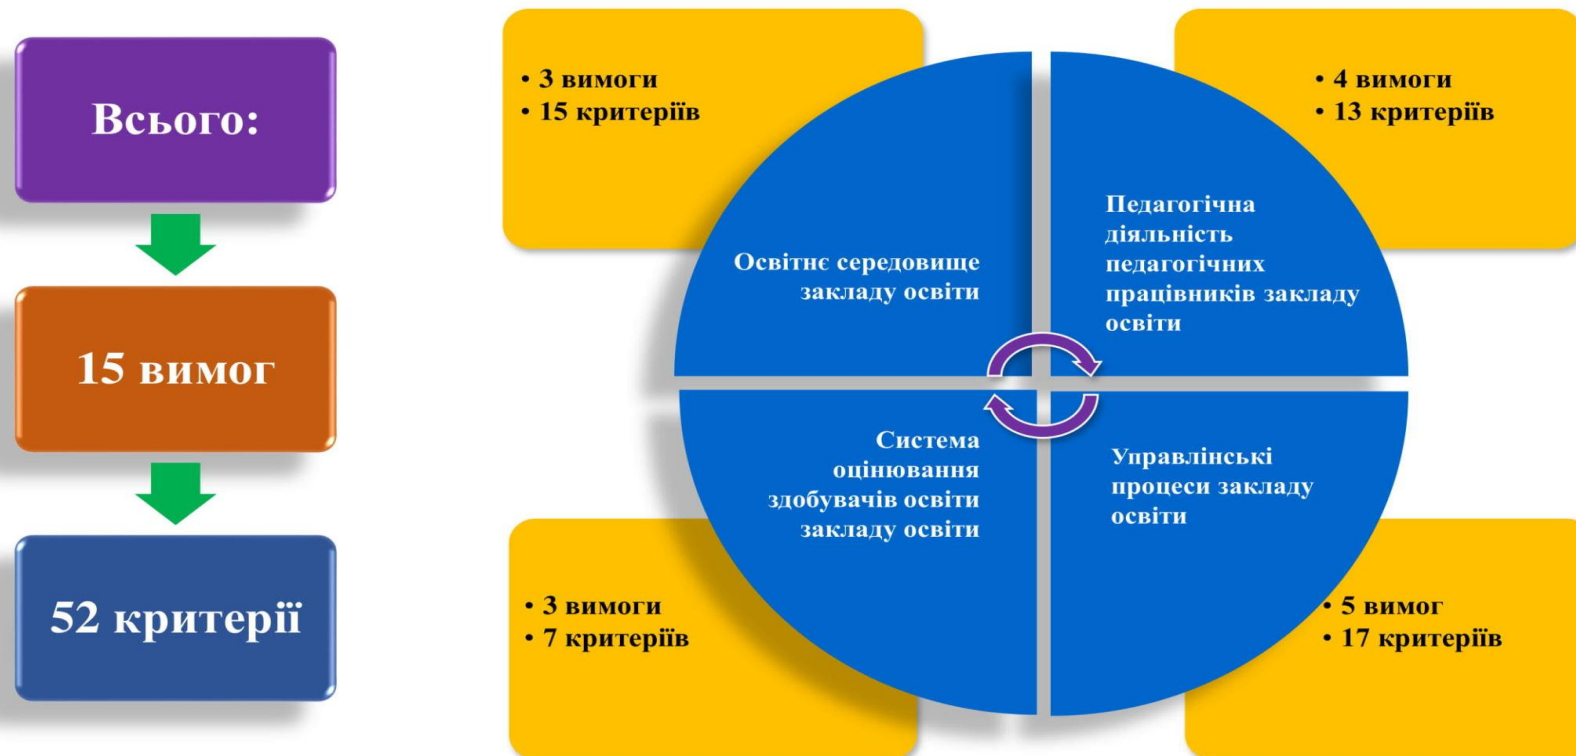 Всього:
15 вимог
52 критерії
• 3 вимоги
• 15 критеріїв
• 4 вимоги
• 13 критеріїв
Освітнє середовище
закладу освіти
Педагогічна
діяльність
педагогічних
працівників закладу
освіти
Система
оцінювання
здобувачів освіти
закладу освіти
Управлінські
процеси закладу
освіти
• 3 вимоги
• 7 критеріїв
• 5 вимог
• 17 критеріїв